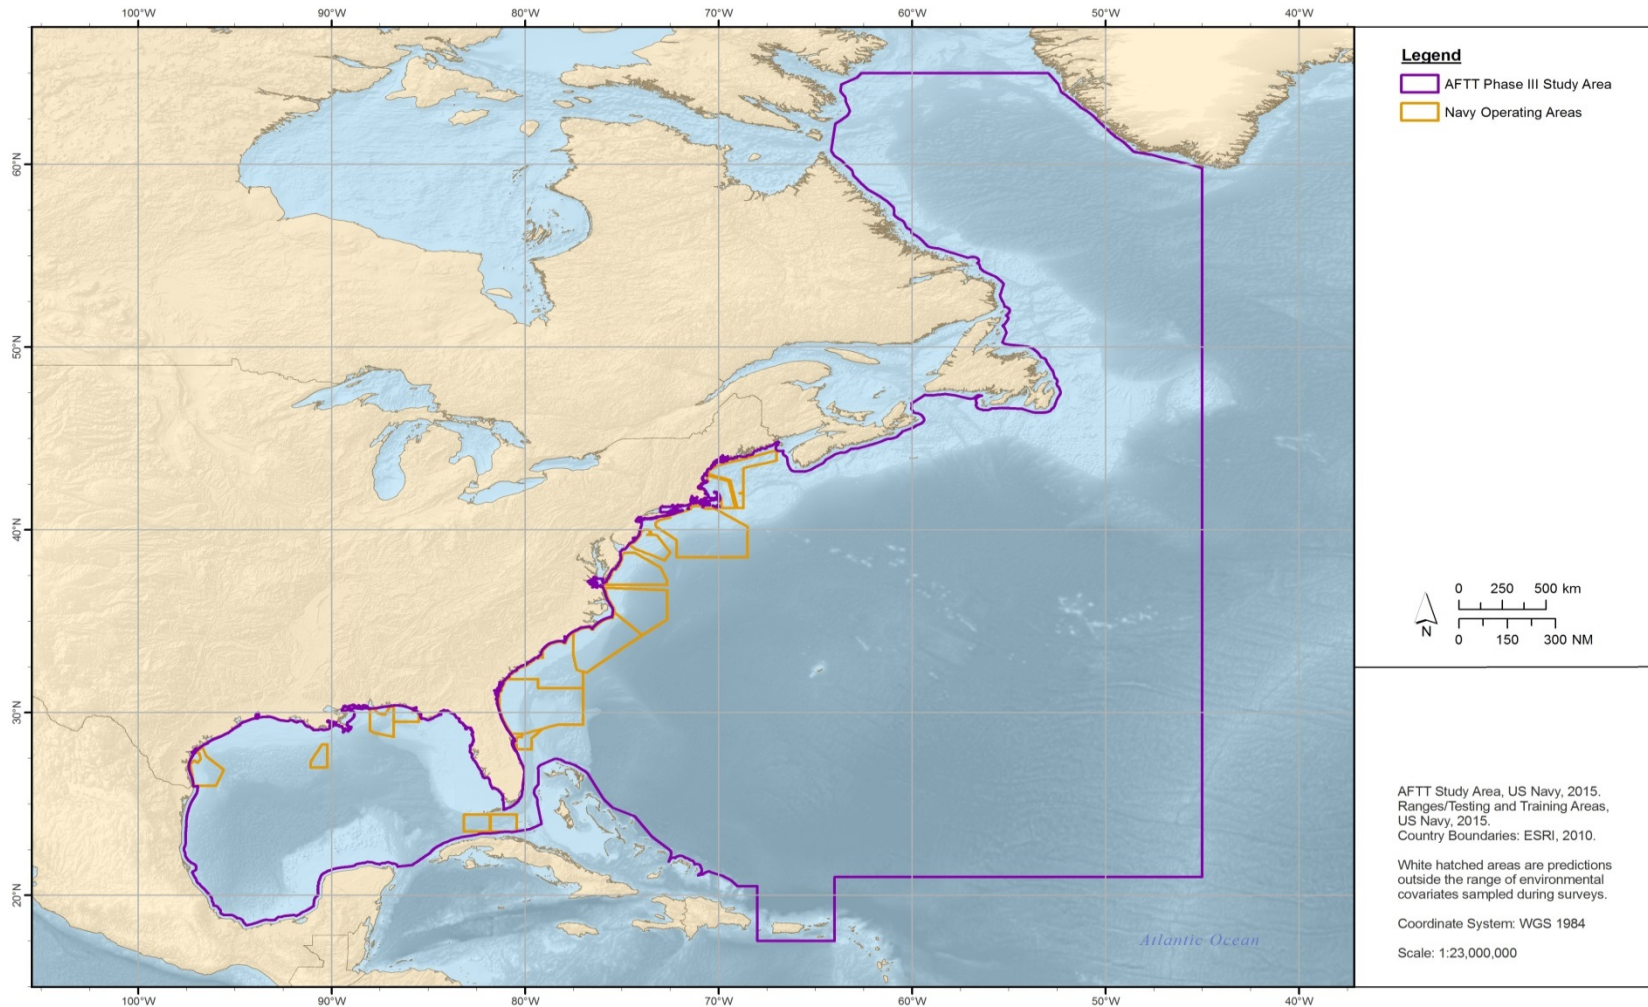 100°W 90°W 80°W 70°W 60°W 50°W 40°W
60°N
50°N
40°N
30°N
20°N
Atlantic Ocean
100°W 90°W 80°W 70°W 60°W 50°W 40°W
Legend
AFTT Phase III Study Area
Navy Operating Areas
0 250 500 km
N
0 150 300 NM
AFTT Study Area, US Navy, 2015.
Ranges/Testing and Training Areas,
US Navy, 2015.
Country Boundaries: ESRI, 2010.
White hatched areas are predictions
outside the range of environmental
covariates sampled during surveys.
Coordinate System: WGS 1984
Scale: 1:23,000,000